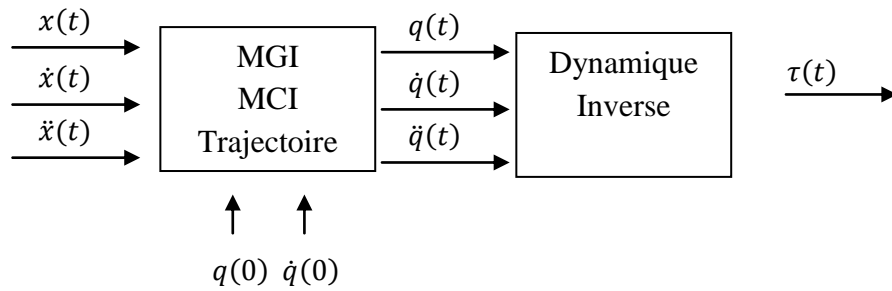 x(t)
ẋ(t)
ẍ(t)
MGI
MCI
Trajectoire
q(t)
q̇(t)
q̈(t)
Dynamique
Inverse
τ(t)
q(0) q̇(0)